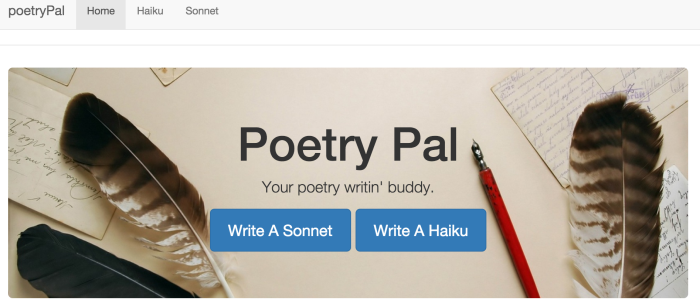 poetryPal Home Haiku Sonnet
Poetry Pal
Your poetry writin' buddy.
Write A Sonnet Write A Haiku